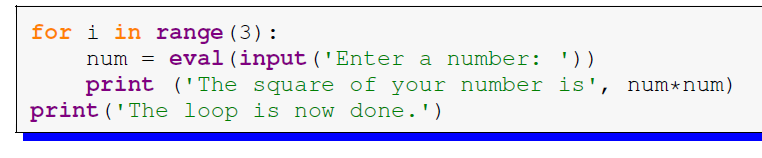 for i in range(3):
    num = eval(input('Enter a number: '))
    print ('The square of your number is', num*num)
print('The loop is now done.')